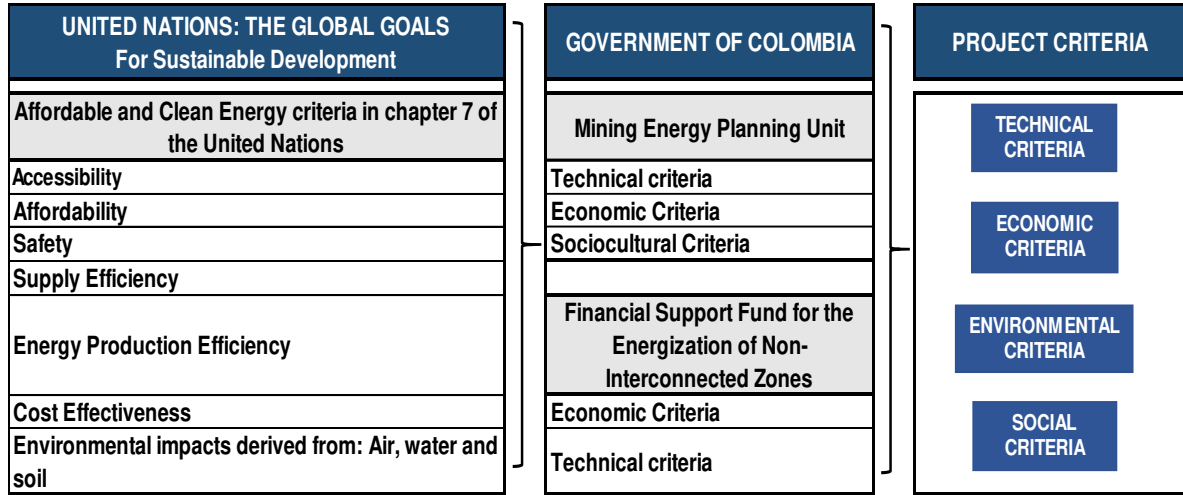 UNITED NATIONS: THE GLOBAL GOALS
For Sustainable Development
Affordable and Clean Energy criteria in chapter 7 of
the United Nations
Accessibility
Affordability
Safety
Supply Efficiency
Energy Production Efficiency
Cost Effectiveness
Environmental impacts derived from: Air, water and
soil
GOVERNMENT OF COLOMBIA
Mining Energy Planning Unit
Technical criteria
Economic Criteria
Sociocultural Criteria
Financial Support Fund for the
Energization of Non-
Interconnected Zones
Economic Criteria
Technical criteria
PROJECT CRITERIA
TECHNICAL
CRITERIA
ECONOMIC
CRITERIA
ENVIRONMENTAL
CRITERIA
SOCIAL
CRITERIA